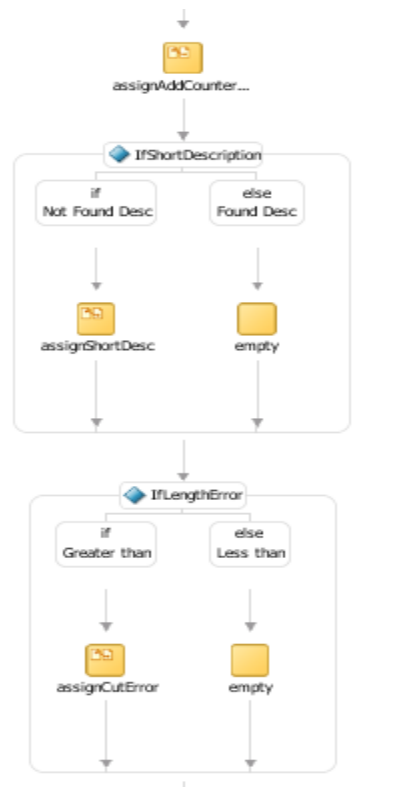 assignAddCounter...
IfShortDescription
if
Not Found Desc
else
Found Desc
assignShortDesc
empty
IfLengthError
if
Greater than
else
Less than
assignCutError
empty